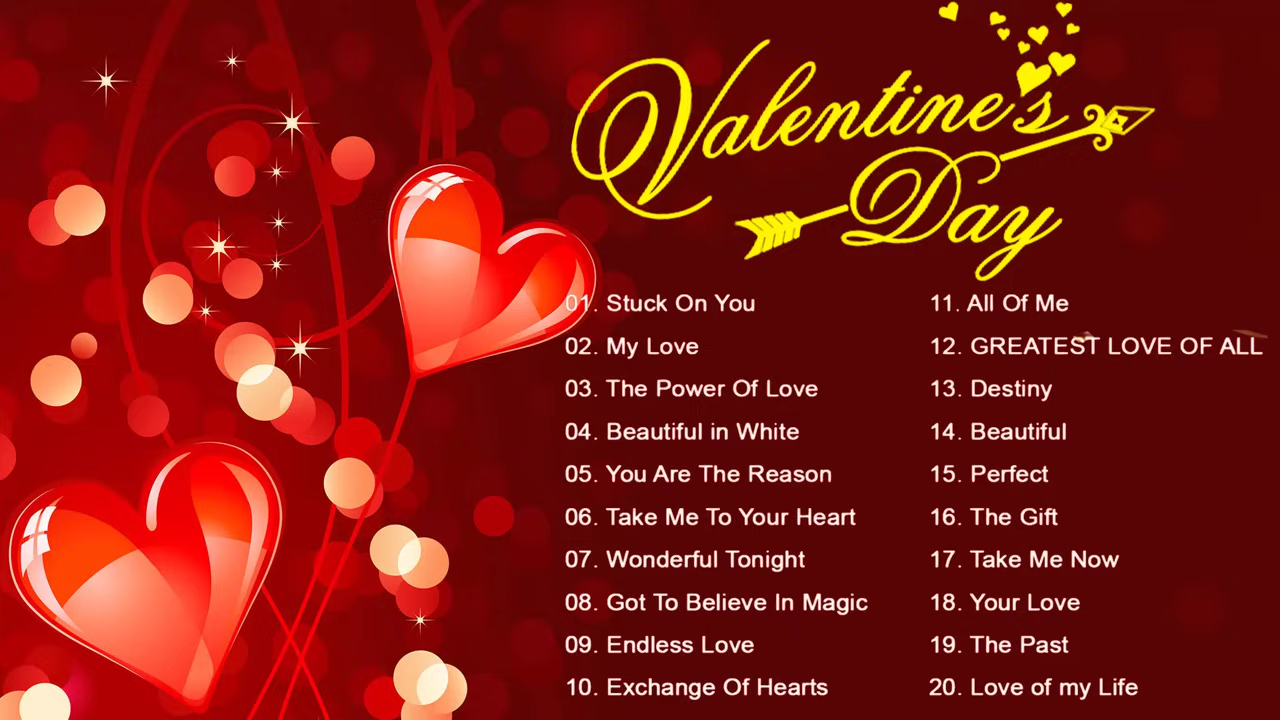 Valentine's
Day
01. Stuck On You
02. My Love
03. The Power Of Love
04. Beautiful in White
05. You Are The Reason
06. Take Me To Your Heart
07. Wonderful Tonight
08. Got To Believe In Magic
09. Endless Love
10. Exchange Of Hearts
11. All Of Me
12. GREATEST LOVE OF ALL
13. Destiny
14. Beautiful
15. Perfect
16. The Gift
17. Take Me Now
18. Your Love
19. The Past
20. Love of my Life